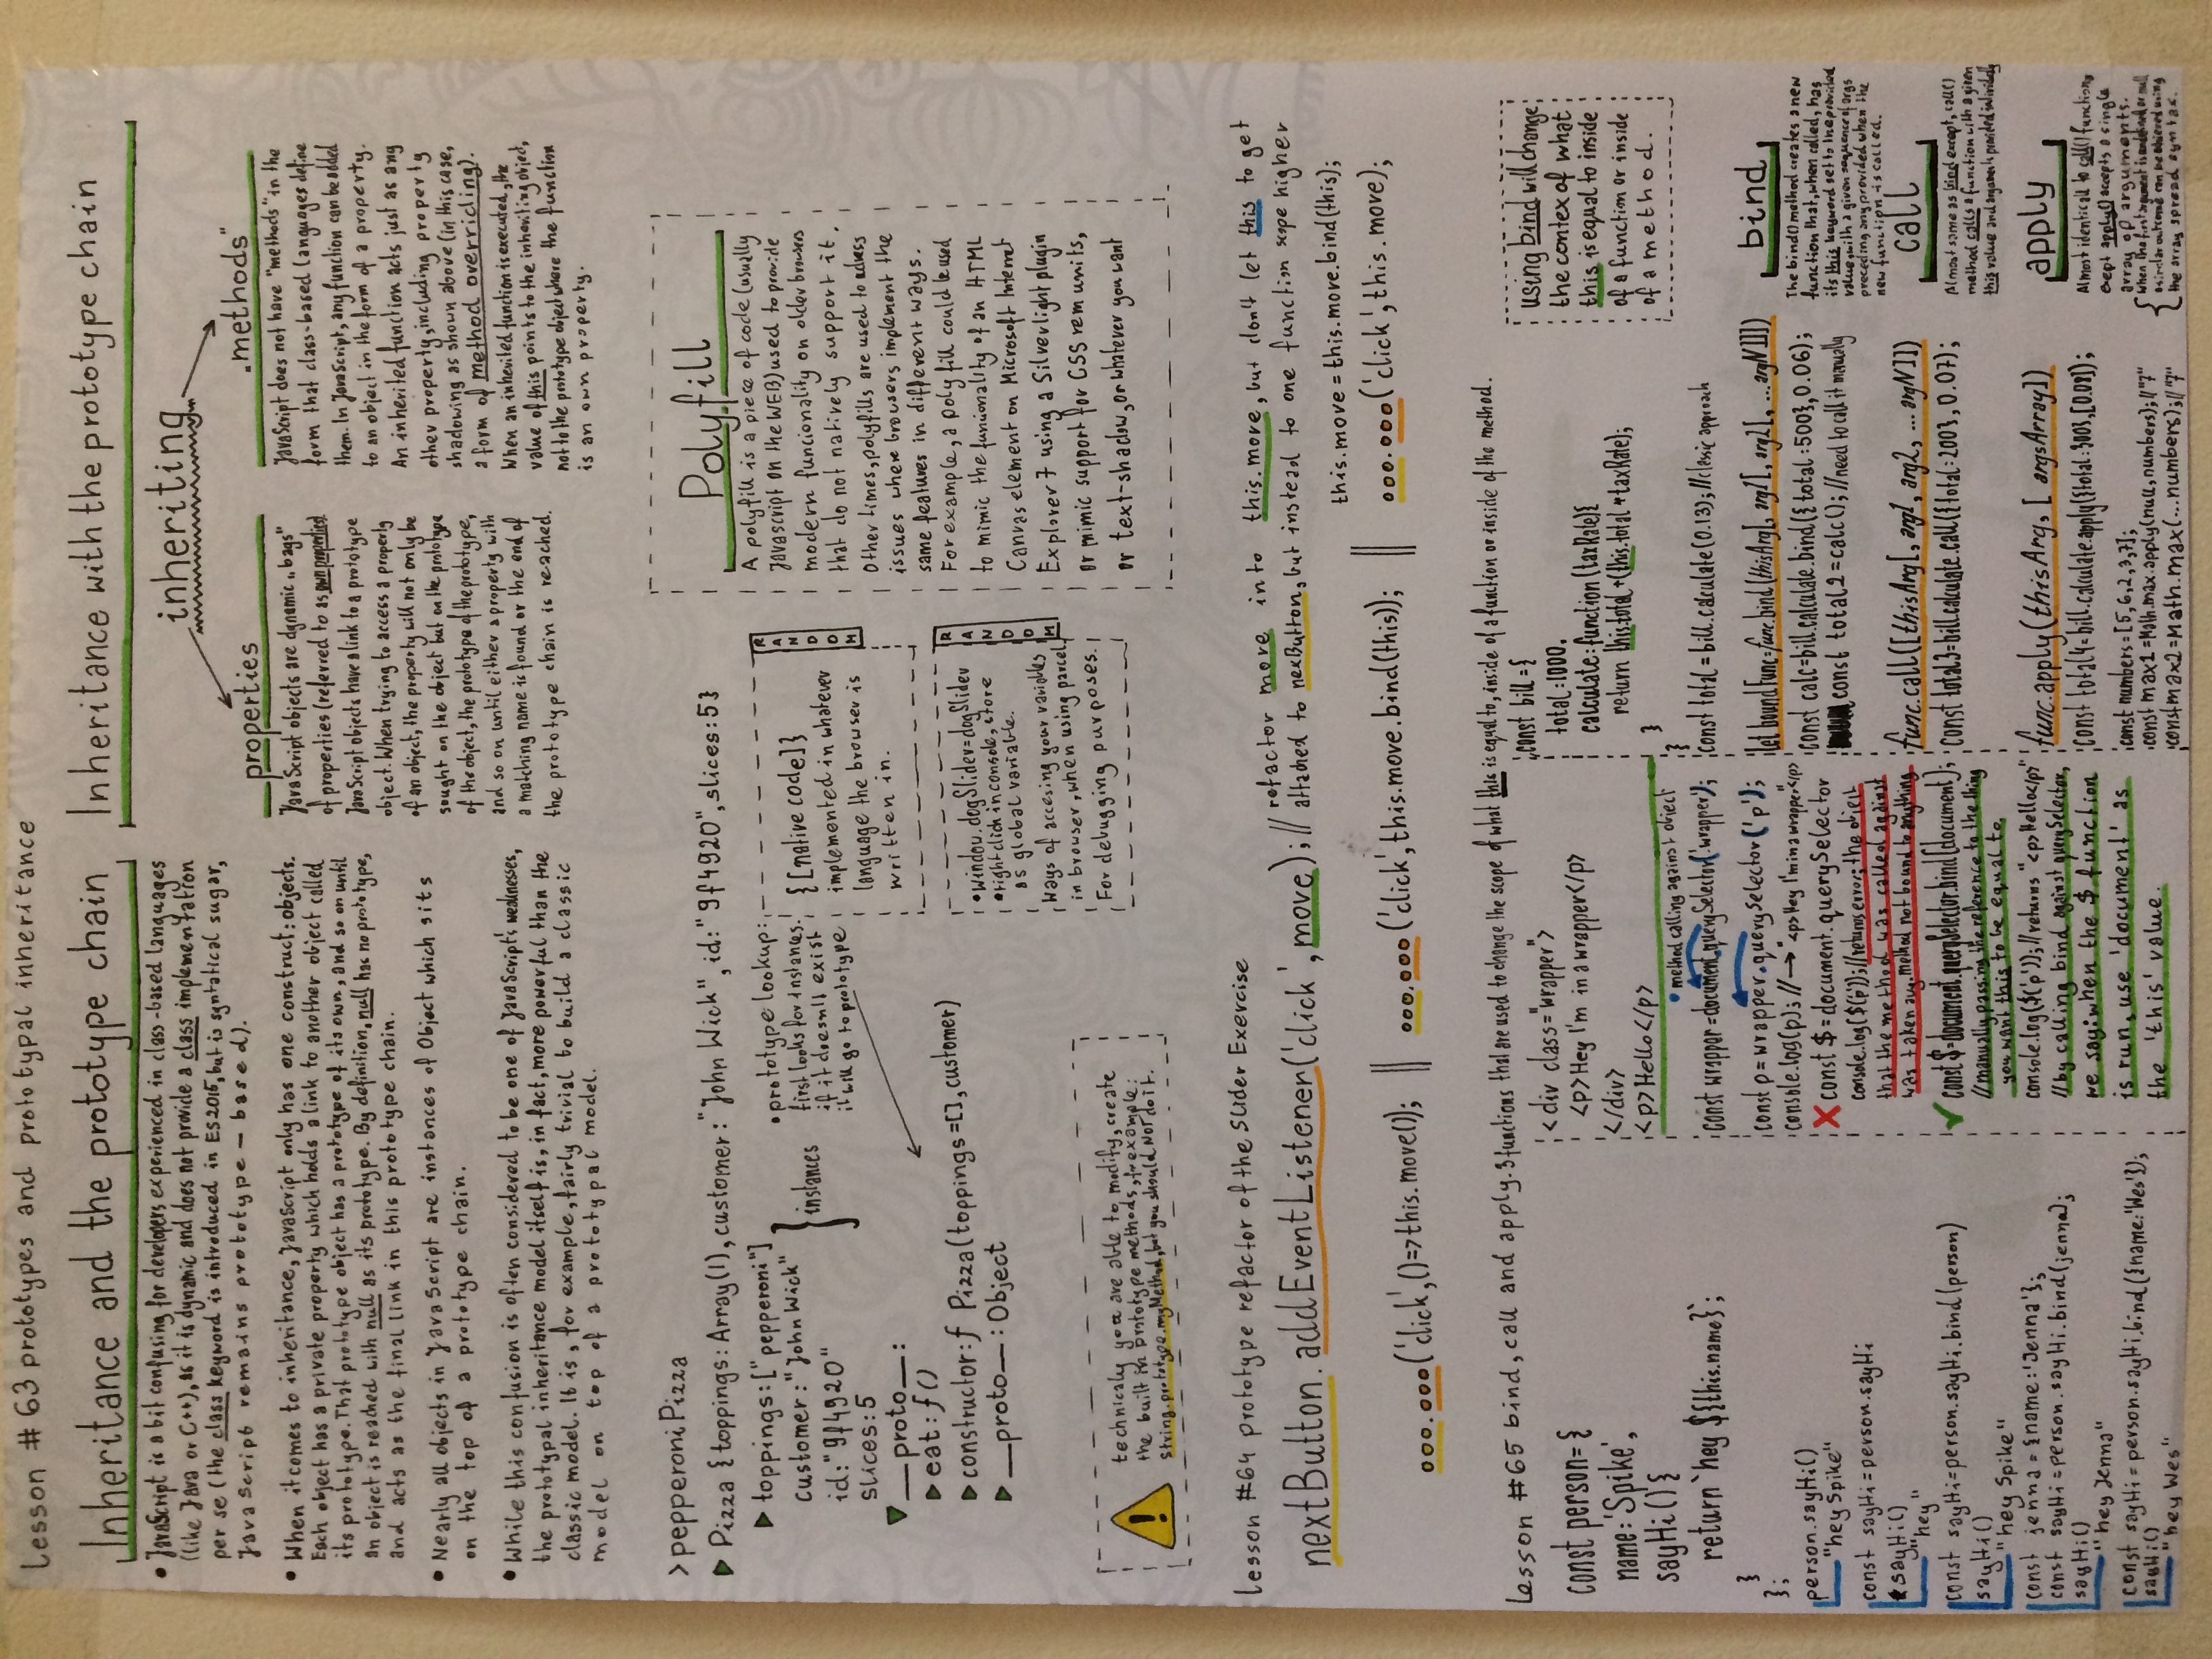 Lesson #63 prototypes and prototypal inheritance
Inheritance and the prototype chain
• JavaScript is a bit confusing for developers experienced in class-based languages
(like Java or C++), as it is dynamic and does not provide a class implementation
per se (the class keyword is introduced in ES2015, but is syntatical sugar,
JavaScript remains prototype-based).
• When it comes to inheritance, JavaScript only has one construct: objects.
Each object has a private property which holds a link to another object called
its prototype. That prototype object has a prototype of its own, and so on until
an object is reached with null as its prototype. By definition, null has no prototype,
and acts as the final link in this prototype chain.
• Nearly all objects in JavaScript are instances of Object which sits
on the top of a prototype chain.
• While this confusion is often considered to be one of JavaScript's weaknesses,
the prototypal inheritance model itself is, in fact, more powerful than the
classic model. It is, for example, fairly trivial to build a classic
model on top of a prototypal model.
Inheritance with the prototype chain
inheriting
properties
JavaScript objects are dynamic „bags"
of properties (referred to as own properties)
JavaScript objects have a link to a prototype
object. When trying to access a property
of an object, the property will not only be
sought on the object but on the prototype
of the object, the prototype of the prototype,
and so on until either a property with
a matching name is found or the end of
the prototype chain is reached.
„methods"
JavaScript does not have "methods" in the
form that class-based languages define
them. In JavaScript, any function can be added
to an object in the form of a property.
An inherited function acts just as any
other property, including property
shadowing as shown above (in this case,
a form of method overriding).
When an inherited function is executed, the
value of this points to the inheriting object,
not to the prototype object where the function
is an own property.
>pepperoniPizza
Pizza {toppings: Array(1), customer: "John Wick", id: "9f4920", slices: 5}
toppings: ["pepperoni"]
customer: "John Wick"
id: "9f4920"
slices: 5
instances
__proto__:
eat: f()
constructor: f Pizza(toppings=[], customer)
__proto__: Object
• prototype lookup:
first looks for instances.
if it doesn't exist
it will go to prototype
{[native code]}
implemented in whatever
language the browser is
written in.
RANDOM
• window.dogSlider=dogSlider
• right click in console, store
as global variable.
Ways of accesing your variables
in browser, when using parcel.
For debugging purposes.
RANDOM
Polyfill
A polyfill is a piece of code (usually
Javascript on the WEB) used to provide
modern funcionality on older browsers
that do not natively support it.
Other times, polyfills are used to adress
issues where browsers implement the
same features in different ways.
For example, a poly fill could be used
to mimic the funcionality of an HTML
Canvas element on Microsoft Internet
Explorer 7 using a Silverlight plugin
or mimic support for CSS rem units,
or text-shadow, or whatever you want
!
technicaly you are able to modify, create
the built in prototype methods, for example:
String.prototype.myMethod, but you should NOT do it.
lesson #64 prototype refactor of the Slider Exercise
nextButton.addEventListener('click', move); //
refactor move into this.move, but don't let this to get
attached to nexButton, but instead to one function scope higher
ooo.ooo('click',()=>this.move()); ||
ooo.ooo('click',this.move.bind(this)); ||
this.move = this.move.bind(this);
ooo.ooo('click',this.move);
Lesson #65 bind, call and apply. 3 functions that are used to change the scope of what this is equal to, inside of a function or inside of the method.
const person = {
name: 'Spike',
sayHi(){
return `hey ${this.name}`;
}
};
person.sayHi()
"hey Spike"
const sayHi=person.sayHi
sayHi()
"hey"
const sayHi=person.sayHi.bind(person)
sayHi()
"hey Spike"
const jenna = {name:'Jenna'};
const sayHi=person.sayHi.bind(jenna);
sayHi()
"hey Jenna"
const sayHi=person.sayHi.bind({name:'Wes'});
sayHi()
"hey Wes"
<div class="wrapper">
<p>Hey I'm in a wrapper</p>
</div>
<p>Hello</p>
• method calling against object
const wrapper = document.querySelector('.wrapper');
const p = wrapper.querySelector('p');
console.log(p); //→"<p>Hey I'm in a wrapper</p>
const $ = document.querySelector
console.log($('p')); //returns error; the object
that the method was called against
was taken away. method not bound to anything
const $=document.querySelector.bind(document);
//manually passing the reference to the thing
you want this to be equal to.
console.log($('p')); //returns "<p>Hello</p>"
//by calling bind against querySelector,
we say: when the $ function
is run, use 'document' as
the 'this' value.
const bill = {
total: 1000,
calculate: function (taxRate){
return this.total + (this.total * taxRate);
}
}
const total = bill.calculate(0.13); //classic approach
let boundFunc=func.bind(thisArg[, arg1[, arg2[, ...argN]]])
const calc=bill.calculate.bind({total:500}, 0.06);
const total2=calc(); //need to call it manually
func.call([thisArg[, arg1, arg2, ... argN]])
const total3=bill.calculate.call({total:200}, 0.07);
func.apply(thisArg, [ argsArray])
const total4=bill.calculate.apply({total:300},[0.08]);
const numbers = [5,6,2,3,7];
const max1 = Math.max.apply(null, numbers); //"7"
const max2 = Math.max(...numbers); //"7"
using bind will change
the contex of what
this is equal to inside
of a function or inside
of a method.
bind
The bind() method creates a new
function that, when called, has
its this keyword set to the provided
value, with a given sequence of args
preceding any provided when the
new function is called.
call
Almost same as bind except, call()
method calls a function with a given
this value and arguments provided individually
apply
Almost identicall to call() function,
exept apply() accepts a single
array of arguments.
When the first argument is undefined or null
a similar outcome can be achieved using
the array spread syntax.